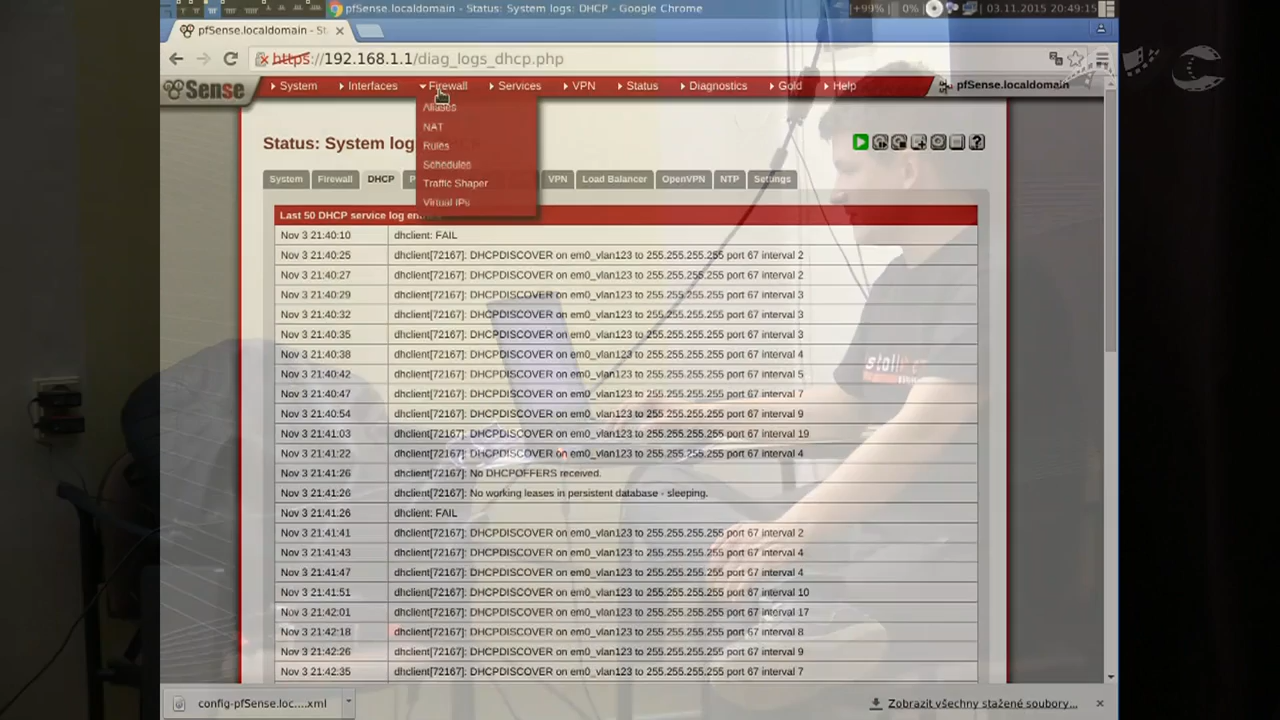 pfSense.localdomain - Status: System logs: DHCP - Google Chrome
+99% 0% 03.11.2015 20:49:15
pfSense.localdomain - St
https://192.168.1.1/diag_logs_dhcp.php
Sense System Interfaces Firewall Services VPN Status Diagnostics Gold Help pfSense.localdomain
Aliases
NAT
Rules
Schedules
Traffic Shaper
Virtual IPs
Status: System log
System Firewall DHCP P VPN Load Balancer OpenVPN NTP Settings
Last 50 DHCP service log entr
Nov 3 21:40:10 dhclient: FAIL
Nov 3 21:40:25 dhclient[72167]: DHCPDISCOVER on em0_vlan123 to 255.255.255.255 port 67 interval 2
Nov 3 21:40:27 dhclient[72167]: DHCPDISCOVER on em0_vlan123 to 255.255.255.255 port 67 interval 2
Nov 3 21:40:29 dhclient[72167]: DHCPDISCOVER on em0_vlan123 to 255.255.255.255 port 67 interval 3
Nov 3 21:40:32 dhclient[72167]: DHCPDISCOVER on em0_vlan123 to 255.255.255.255 port 67 interval 3
Nov 3 21:40:35 dhclient[72167]: DHCPDISCOVER on em0_vlan123 to 255.255.255.255 port 67 interval 3
Nov 3 21:40:38 dhclient[72167]: DHCPDISCOVER on em0_vlan123 to 255.255.255.255 port 67 interval 4
Nov 3 21:40:42 dhclient[72167]: DHCPDISCOVER on em0_vlan123 to 255.255.255.255 port 67 interval 5
Nov 3 21:40:47 dhclient[72167]: DHCPDISCOVER on em0_vlan123 to 255.255.255.255 port 67 interval 7
Nov 3 21:40:54 dhclient[72167]: DHCPDISCOVER on em0_vlan123 to 255.255.255.255 port 67 interval 9
Nov 3 21:41:03 dhclient[72167]: DHCPDISCOVER on em0_vlan123 to 255.255.255.255 port 67 interval 19
Nov 3 21:41:22 dhclient[72167]: DHCPDISCOVER on em0_vlan123 to 255.255.255.255 port 67 interval 4
Nov 3 21:41:26 dhclient[72167]: No DHCPOFFERS received.
Nov 3 21:41:26 dhclient[72167]: No working leases in persistent database - sleeping.
Nov 3 21:41:26 dhclient: FAIL
Nov 3 21:41:41 dhclient[72167]: DHCPDISCOVER on em0_vlan123 to 255.255.255.255 port 67 interval 2
Nov 3 21:41:43 dhclient[72167]: DHCPDISCOVER on em0_vlan123 to 255.255.255.255 port 67 interval 4
Nov 3 21:41:47 dhclient[72167]: DHCPDISCOVER on em0_vlan123 to 255.255.255.255 port 67 interval 4
Nov 3 21:41:51 dhclient[72167]: DHCPDISCOVER on em0_vlan123 to 255.255.255.255 port 67 interval 10
Nov 3 21:42:01 dhclient[72167]: DHCPDISCOVER on em0_vlan123 to 255.255.255.255 port 67 interval 17
Nov 3 21:42:18 dhclient[72167]: DHCPDISCOVER on em0_vlan123 to 255.255.255.255 port 67 interval 8
Nov 3 21:42:26 dhclient[72167]: DHCPDISCOVER on em0_vlan123 to 255.255.255.255 port 67 interval 9
Nov 3 21:42:35 dhclient[72167]: DHCPDISCOVER on em0_vlan123 to 255.255.255.255 port 67 interval 7
config-pfSense.loc....xml Zobrazit všechny stažené soubory...